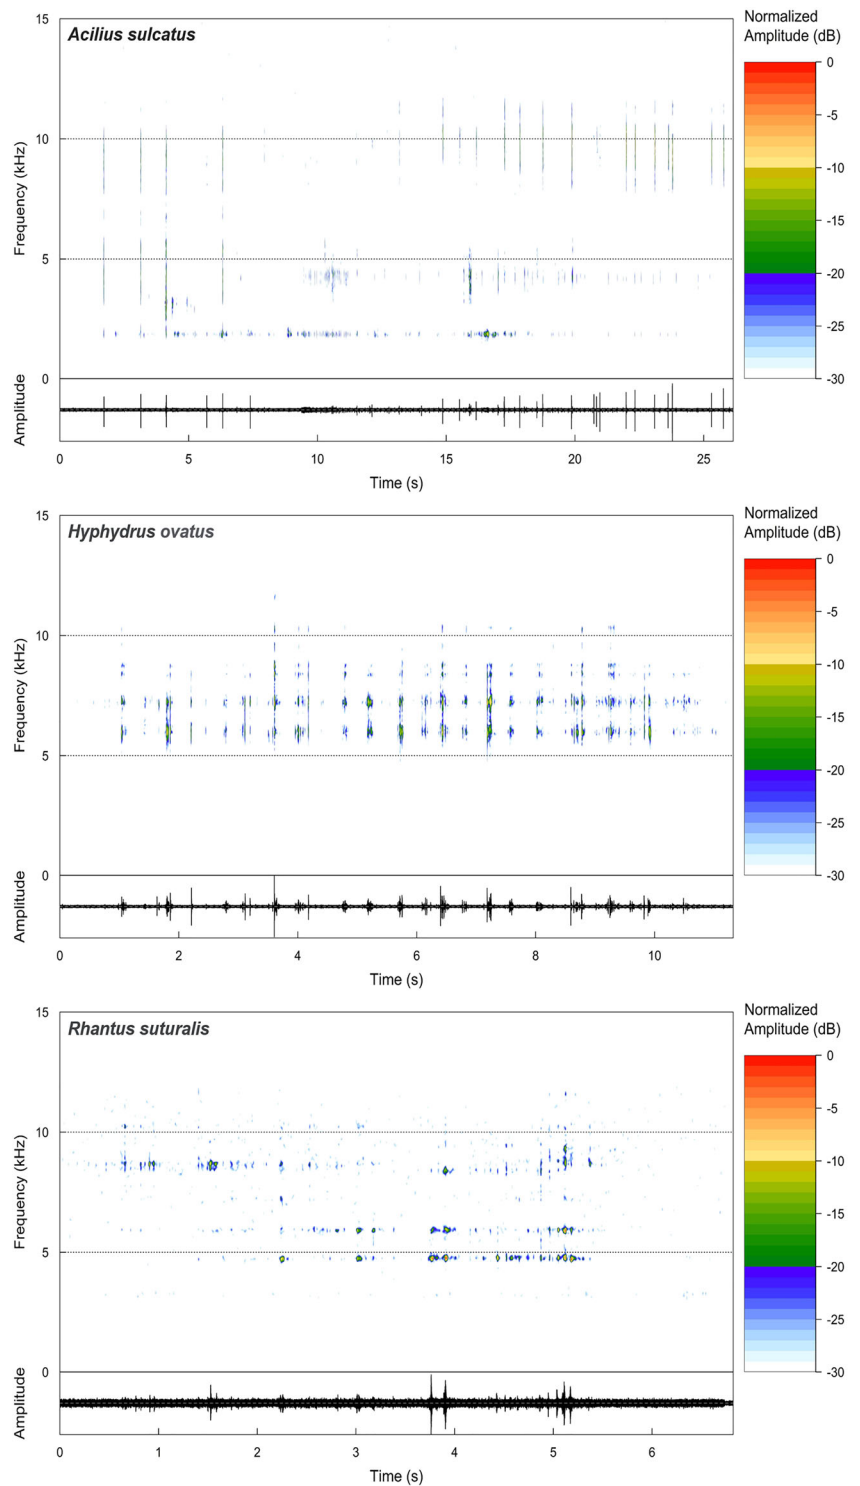 Acilius sulcatus
Normalized
Amplitude (dB)
15
10
5
0
Frequency (kHz)
Amplitude
0 5 10 15 20 25
Time (s)
0
-5
-10
-15
-20
-25
-30
Hyphydrus ovatus
Normalized
Amplitude (dB)
15
10
5
0
Frequency (kHz)
Amplitude
0 2 4 6 8 10
Time (s)
0
-5
-10
-15
-20
-25
-30
Rhantus suturalis
Normalized
Amplitude (dB)
15
10
5
0
Frequency (kHz)
Amplitude
0 1 2 3 4 5 6
Time (s)
0
-5
-10
-15
-20
-25
-30